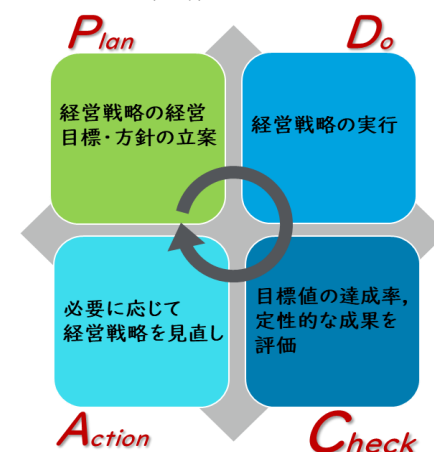 Plan
Do
経営戦略の経営
目標・方針の立案
経営戦略の実行
必要に応じて
経営戦略を見直し
目標値の達成率,
定性的な成果を
評価
Action
Check